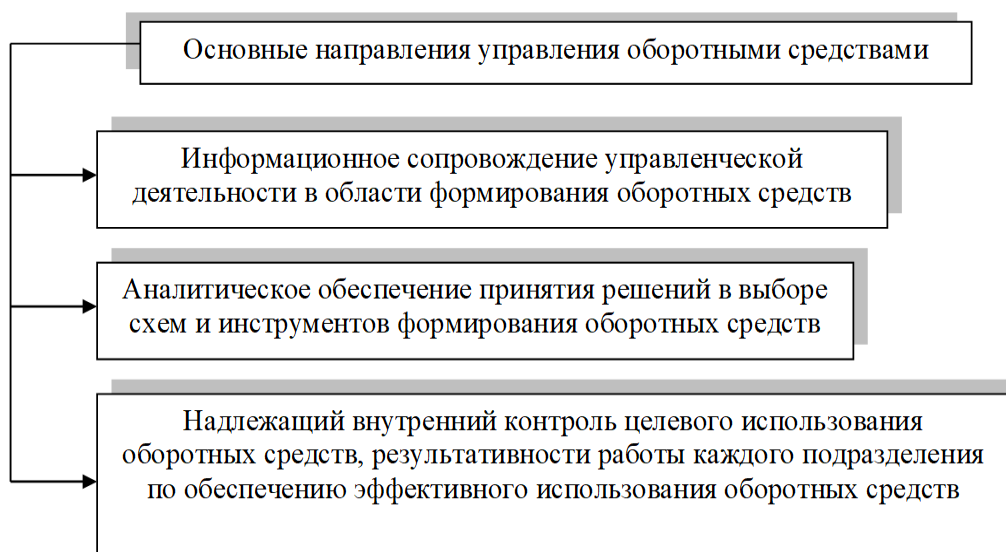 Основные направления управления оборотными средствами
Информационное сопровождение управленческой
деятельности в области формирования оборотных средств
Аналитическое обеспечение принятия решений в выборе
схем и инструментов формирования оборотных средств
Надлежащий внутренний контроль целевого использования
оборотных средств, результативности работы каждого подразделения
по обеспечению эффективного использования оборотных средств